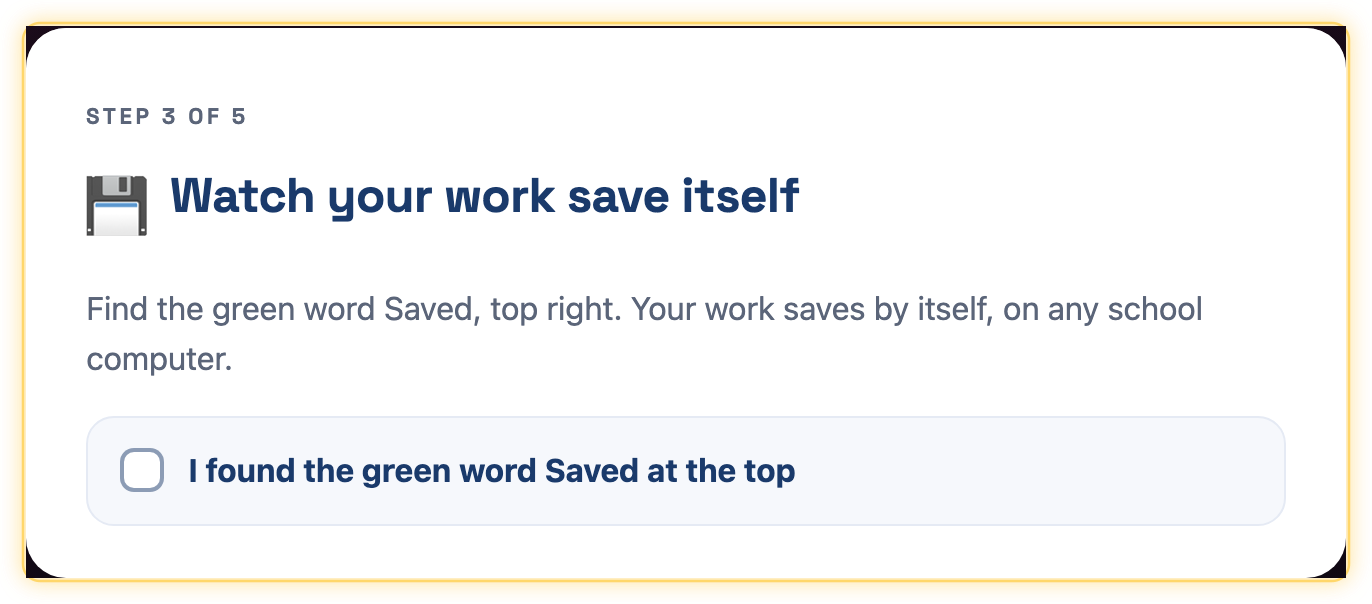 STEP 3 OF 5
Watch your work save itself
Find the green word Saved, top right. Your work saves by itself, on any school
computer.
I found the green word Saved at the top